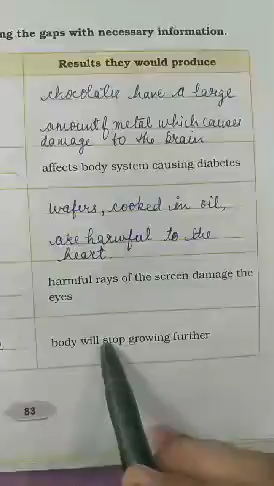 ng the gaps with necessary information.
Results they would produce
chocolate have a large
amount of metal which causes
damage to the brain
affects body system causing diabetes
wafers, cooked in oil,
are harmful to the
heart.
harmful rays of the screen damage the
eyes
body will stop growing further
83